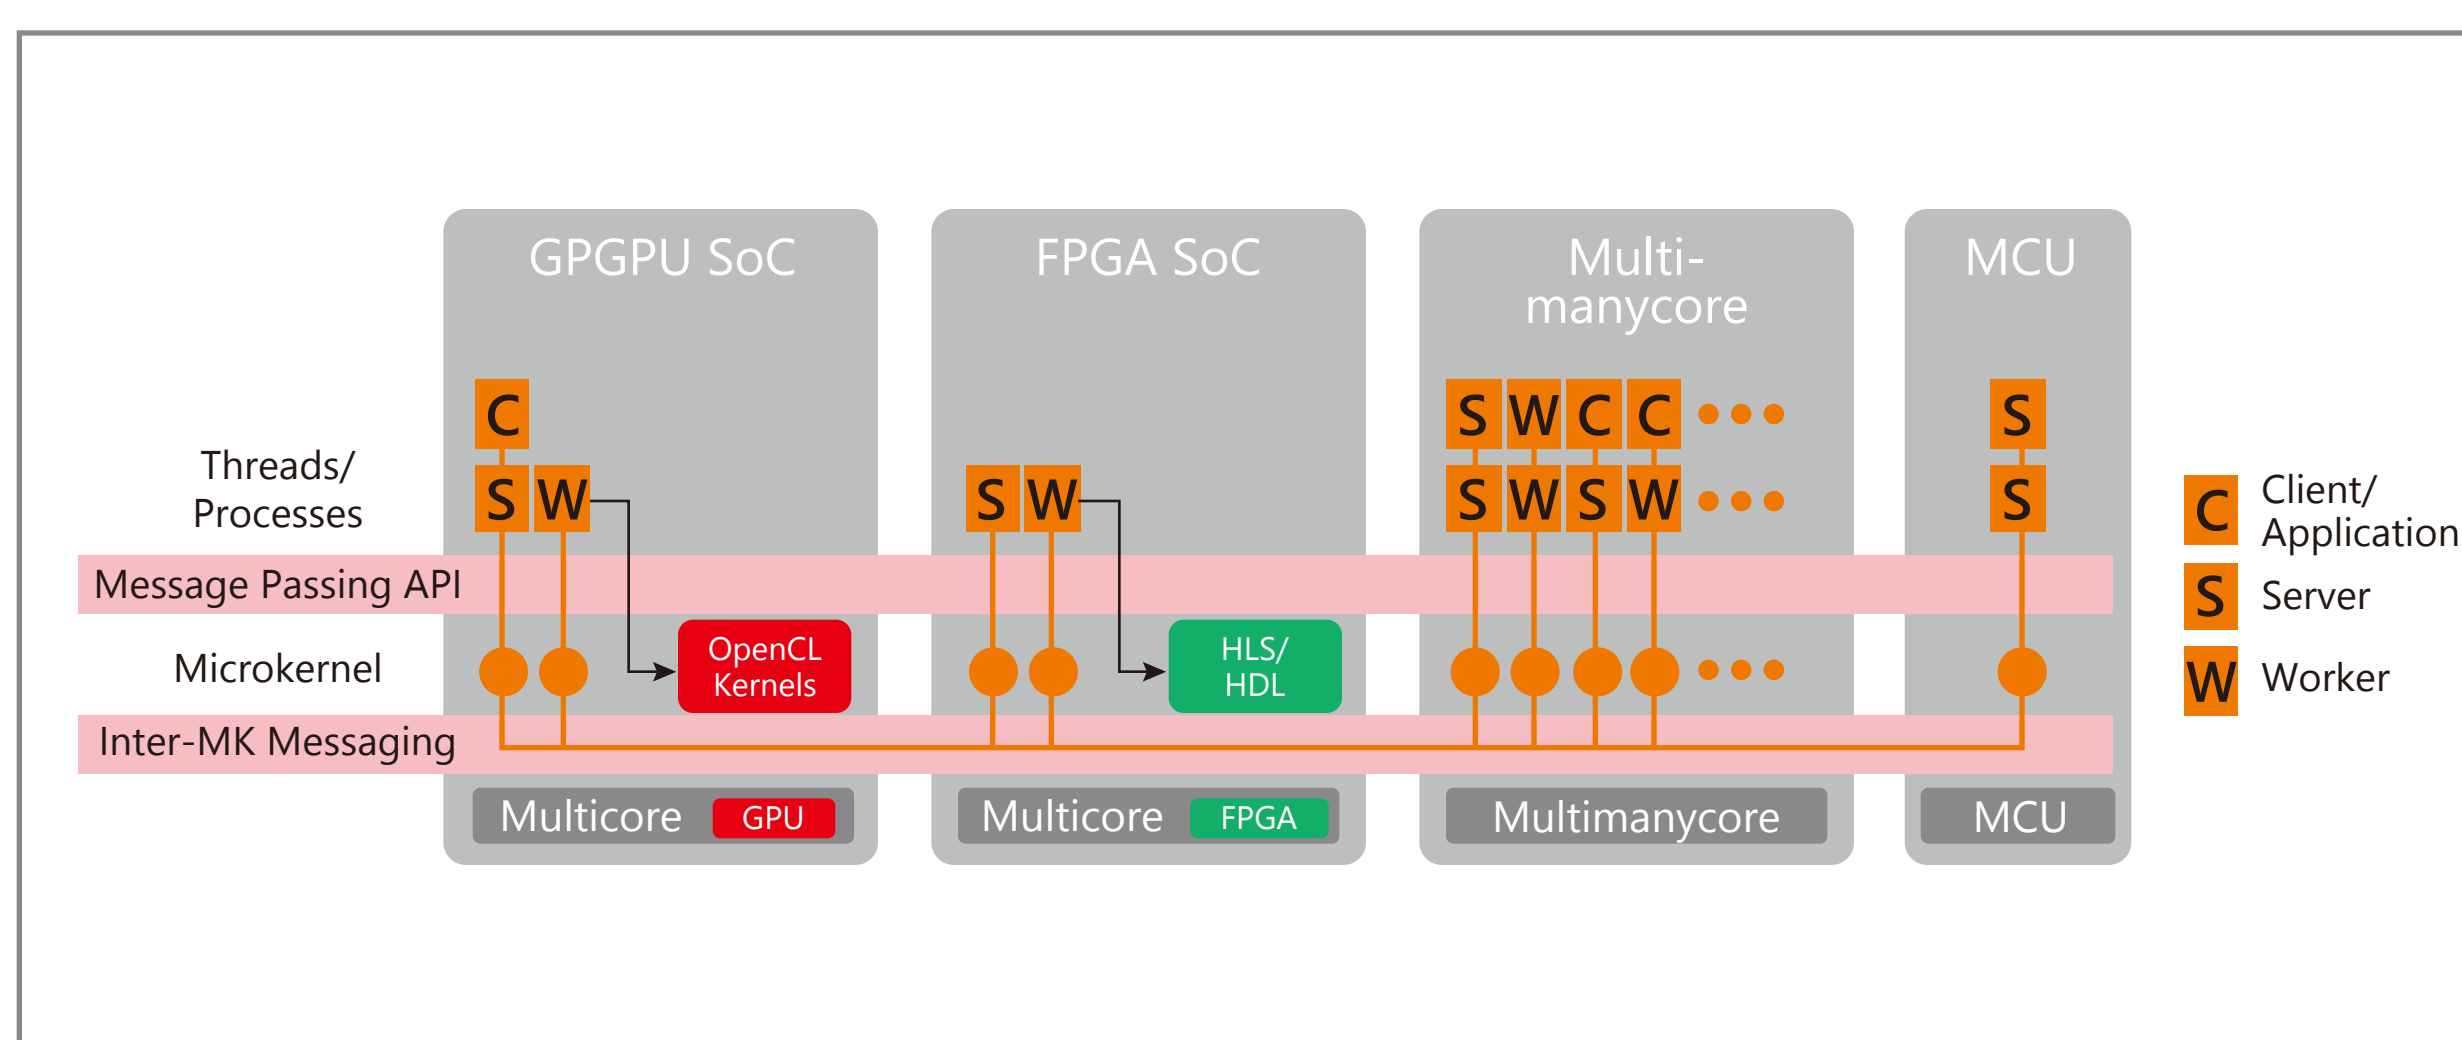 GPGPU SoC
FPGA SoC
Multi-
manycore
MCU
C
S W C C
S
Threads/
Processes
S W
S W
S W S W
S
C
Client/
Application
Message Passing API
S
Server
Microkernel
OpenCL
Kernels
HLS/
HDL
W
Worker
Inter-MK Messaging
Multicore
GPU
Multicore
FPGA
Multimanycore
MCU